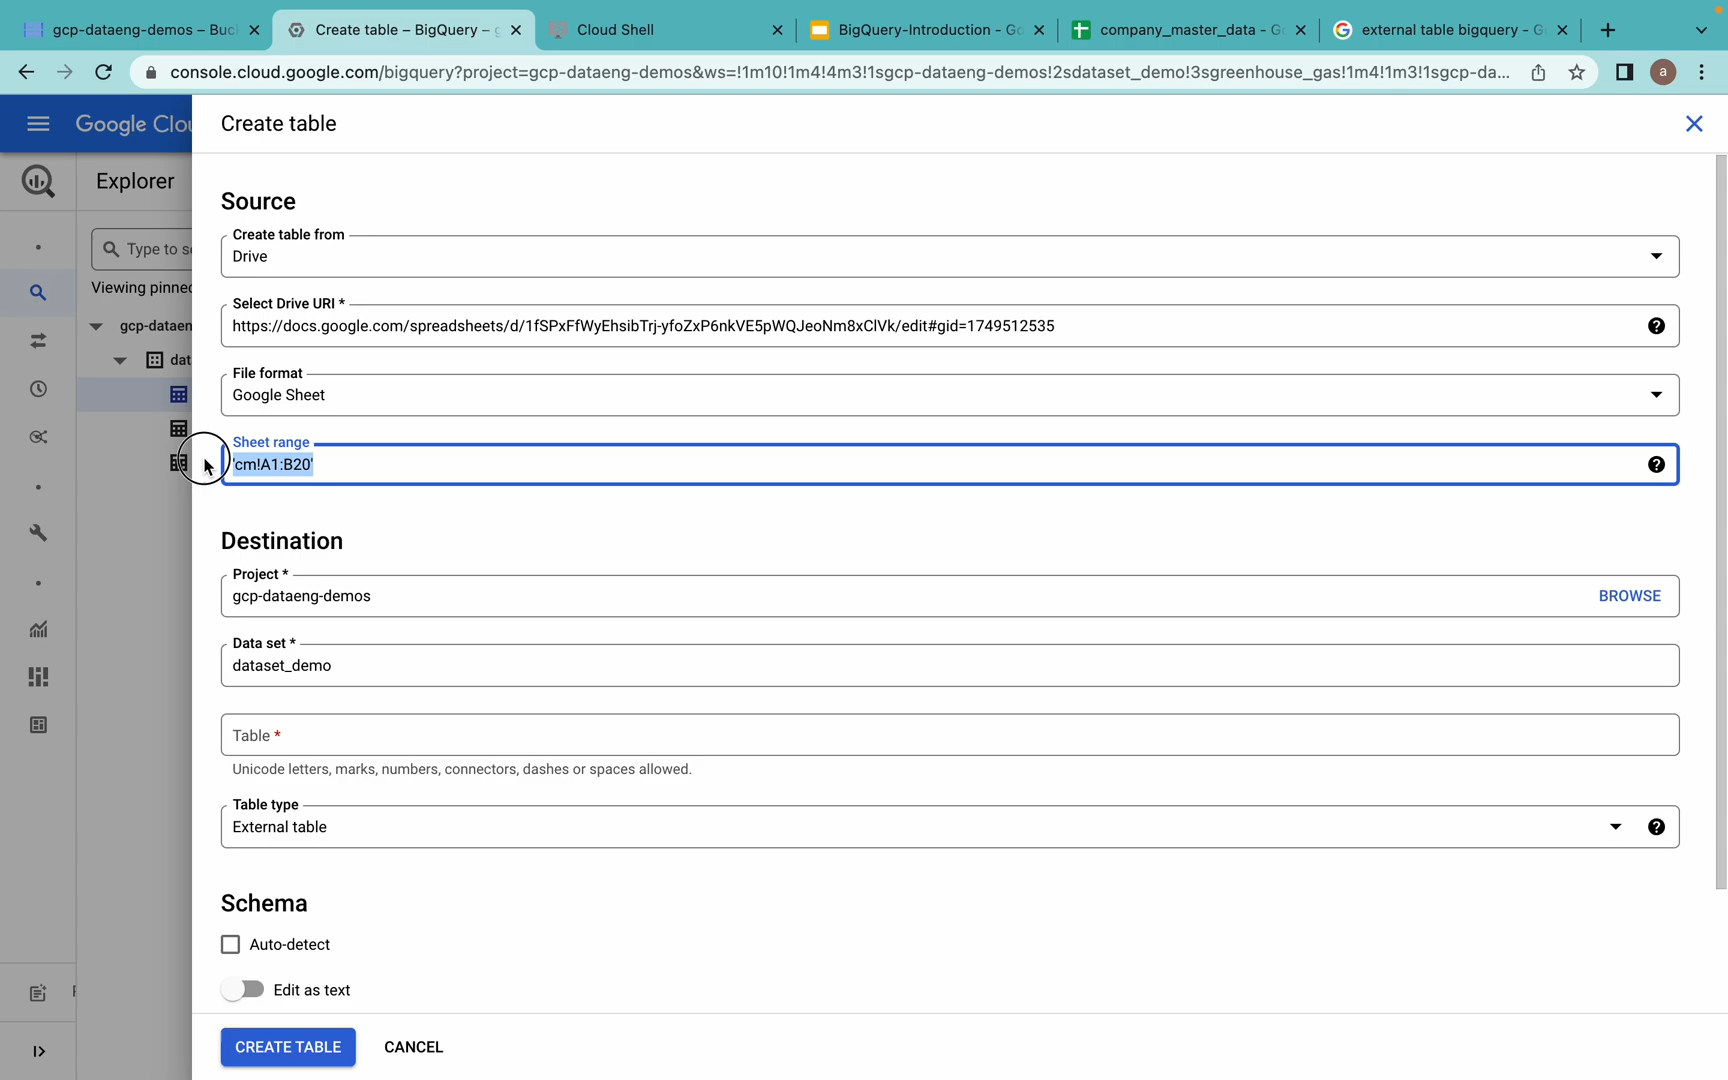 gcp-dataeng-demos – Buc
Create table – BigQuery – g
Cloud Shell
BigQuery-Introduction - Go
company_master_data - G
external table bigquery - G
console.cloud.google.com/bigquery?project=gcp-dataeng-demos&ws=!1m10!1m4!4m3!1sgcp-dataeng-demos!2sdataset_demo!3sgreenhouse_gas!1m4!1m3!1sgcp-da...
a
Google Clou
Create table
Explorer
Type to se
Viewing pinned
gcp-dataen
dat
Source
Create table from
Drive
Select Drive URI *
https://docs.google.com/spreadsheets/d/1fSPxFfWyEhsibTrj-yfoZxP6nkVE5pWQJeoNm8xClVk/edit#gid=1749512535
File format
Google Sheet
Sheet range
'cm!A1:B20'
Destination
Project *
gcp-dataeng-demos
BROWSE
Data set *
dataset_demo
Table *
Unicode letters, marks, numbers, connectors, dashes or spaces allowed.
Table type
External table
Schema
Auto-detect
Edit as text
CREATE TABLE
CANCEL